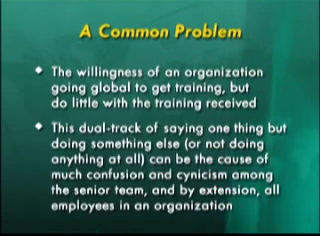 A Common Problem
The willingness of an organization
going global to get training, but
do little with the training received
This dual-track of saying one thing but
doing something else (or not doing
anything at all) can be the cause of
much confusion and cynicism among
the senior team, and by extension, all
employees in an organization